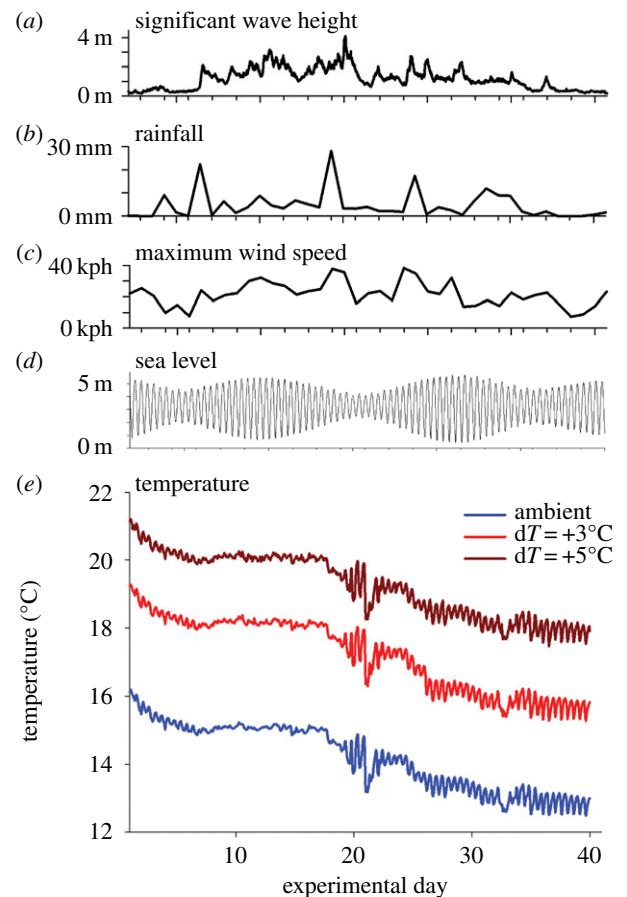 (a) significant wave height
4 m
0 m
(b) rainfall
30 mm
0 mm
(c) maximum wind speed
40 kph
0 kph
(d) sea level
5 m
0 m
(e) temperature
22
20
18
16
14
12
temperature (°C)
ambient
dT = +3°C
dT = +5°C
10 20 30 40
experimental day